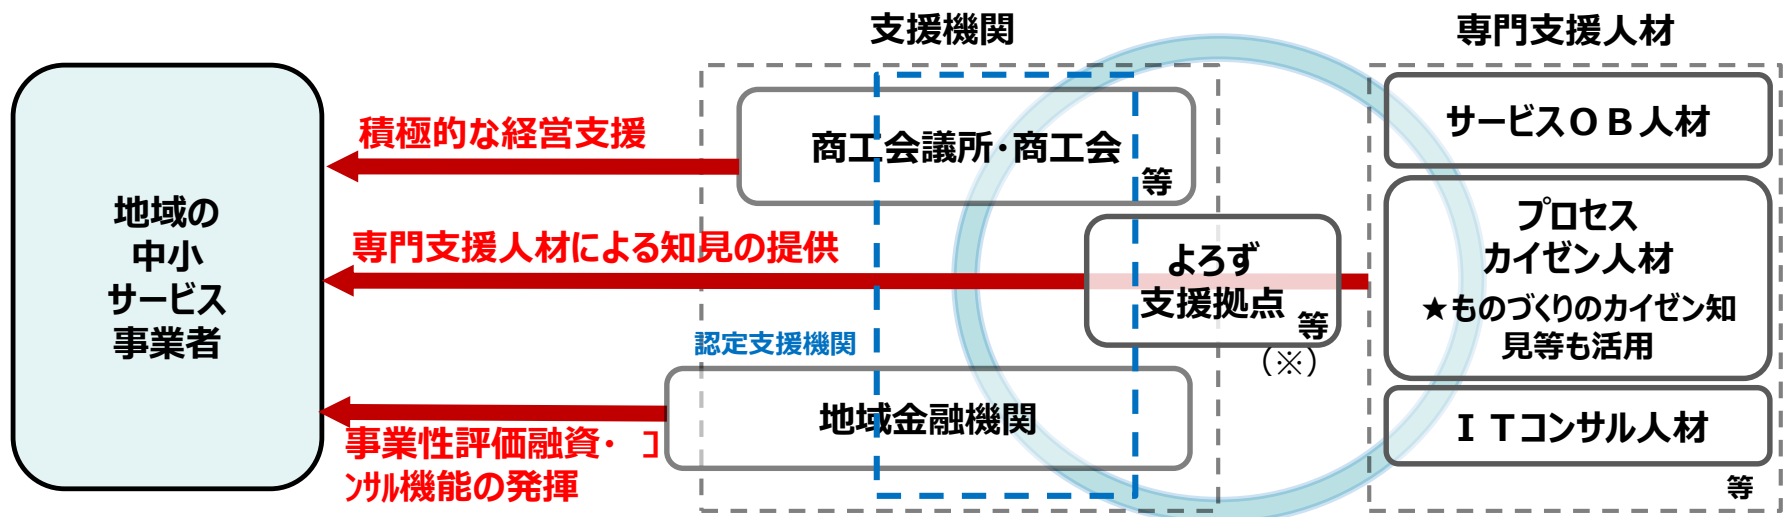 支援機関
専門支援人材
地域の
中小
サービス
事業者
積極的な経営支援
専門支援人材による知見の提供
認定支援機関
事業性評価融資・コ
ンサル機能の発揮
商工会議所・商工会
等
よろず
支援拠点
等
(※)
地域金融機関
サービスOB人材
プロセス
カイゼン人材
★ものづくりのカイゼン知
見等も活用
ITコンサル人材
等